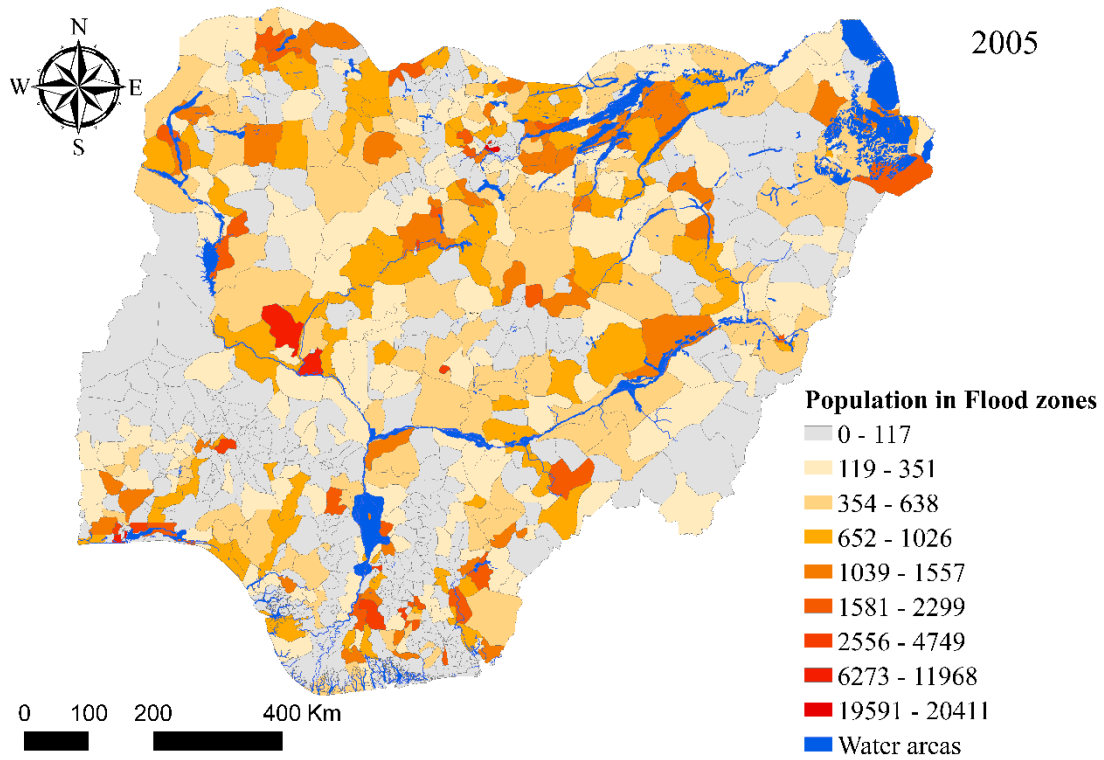 N
2005
W E
S
Population in Flood zones
0 - 117
119 - 351
354 - 638
652 - 1026
1039 - 1557
1581 - 2299
2556 - 4749
6273 - 11968
19591 - 20411
Water areas
0 100 200 400 Km